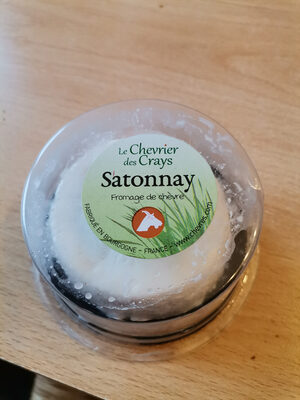 Le Chevrier
des Crays
Satonnay
Fromage de chèvre
FABRIQUÉ EN BOURGOGNE - FRANCE -